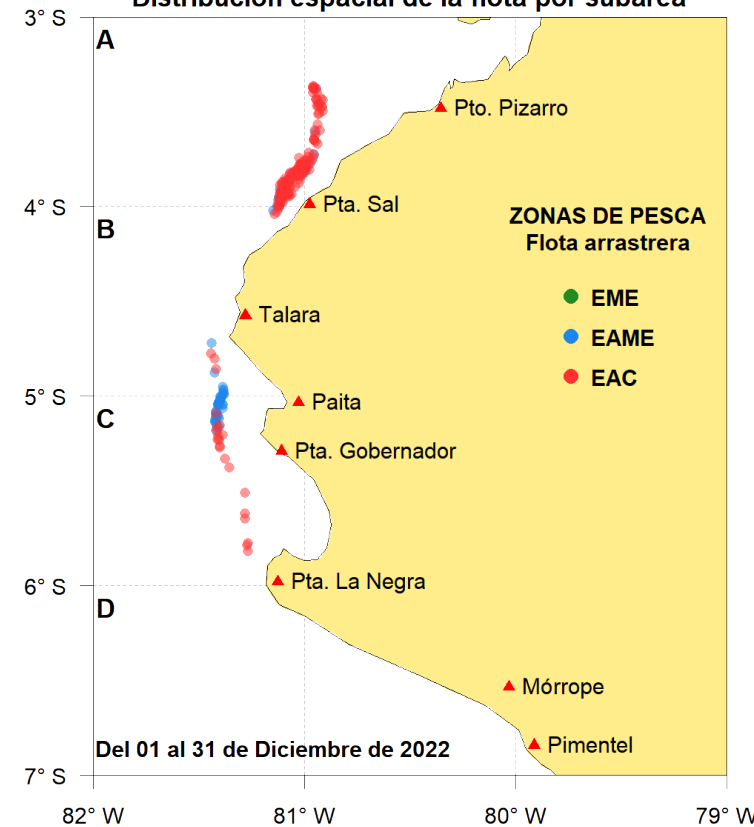 Distribución espacial de la flota por subárea
3° S
A
Pto. Pizarro
4° S
Pta. Sal
B
ZONAS DE PESCA
Flota arrastrera
EME
Talara
EAME
EAC
5° S
Paita
C
Pta. Gobernador
6° S
Pta. La Negra
D
Mórrope
Pimentel
Del 01 al 31 de Diciembre de 2022
7° S
82° W
81° W
80° W
79° W